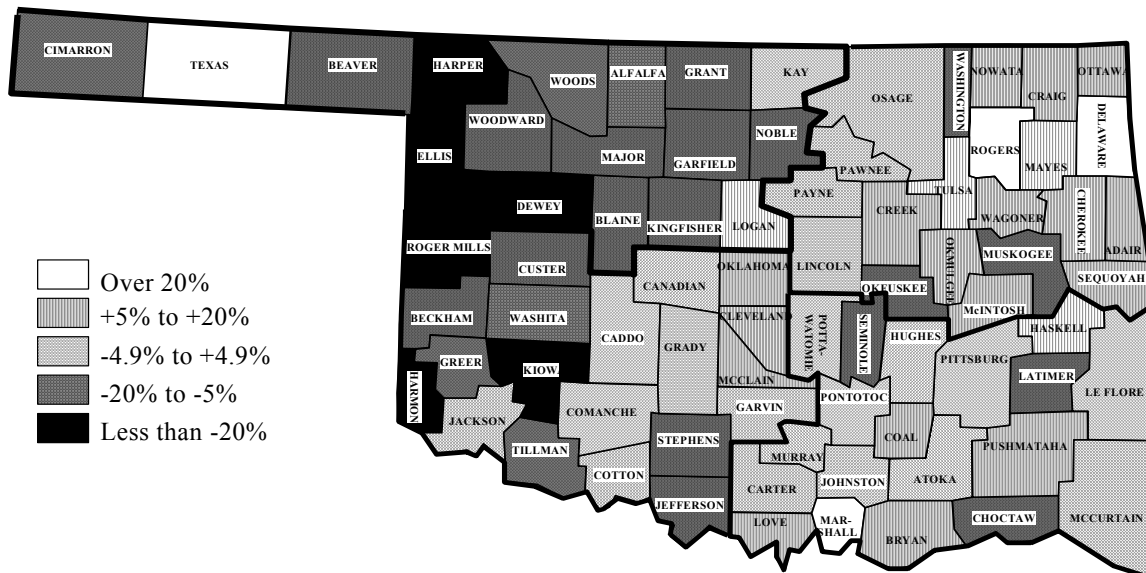 CIMARRON
TEXAS
BEAVER
HARPER
WOODS
ALFALFA
GRANT
KAY
OSAGE
WASHINGTON
NOWATA
CRAIG
OTTAWA
WOODWARD
ELLIS
MAJOR
GARFIELD
NOBLE
PAWNEE
ROGERS
MAYES
DELAWARE
DEWEY
BLAINE
KINGFISHER
LOGAN
PAYNE
CREEK
TULSA
WAGONER
CHEROKEE
ADAIR
ROGER MILLS
CUSTER
CANADIAN
OKLAHOMA
LINCOLN
OKFUSKEE
OKMULGEE
MUSKOGEE
SEQUOYAH
McINTOSH
BECKHAM
WASHITA
CADDO
GRADY
CLEVELAND
POTTA-
WATOMIE
SEMINOLE
HUGHES
PITTSBURG
HASKELL
LATIMER
LE FLORE
GREER
KIOWA
HARMON
JACKSON
COMANCHE
MCCLAIN
GARVIN
PONTOTOC
COAL
PUSHMATAHA
TILLMAN
COTTON
STEPHENS
JEFFERSON
MURRAY
CARTER
JOHNSTON
ATOKA
LOVE
MAR-
SHALL
BRYAN
CHOCTAW
MCCURTAIN
Over 20%
+5% to +20%
-4.9% to +4.9%
-20% to -5%
Less than -20%